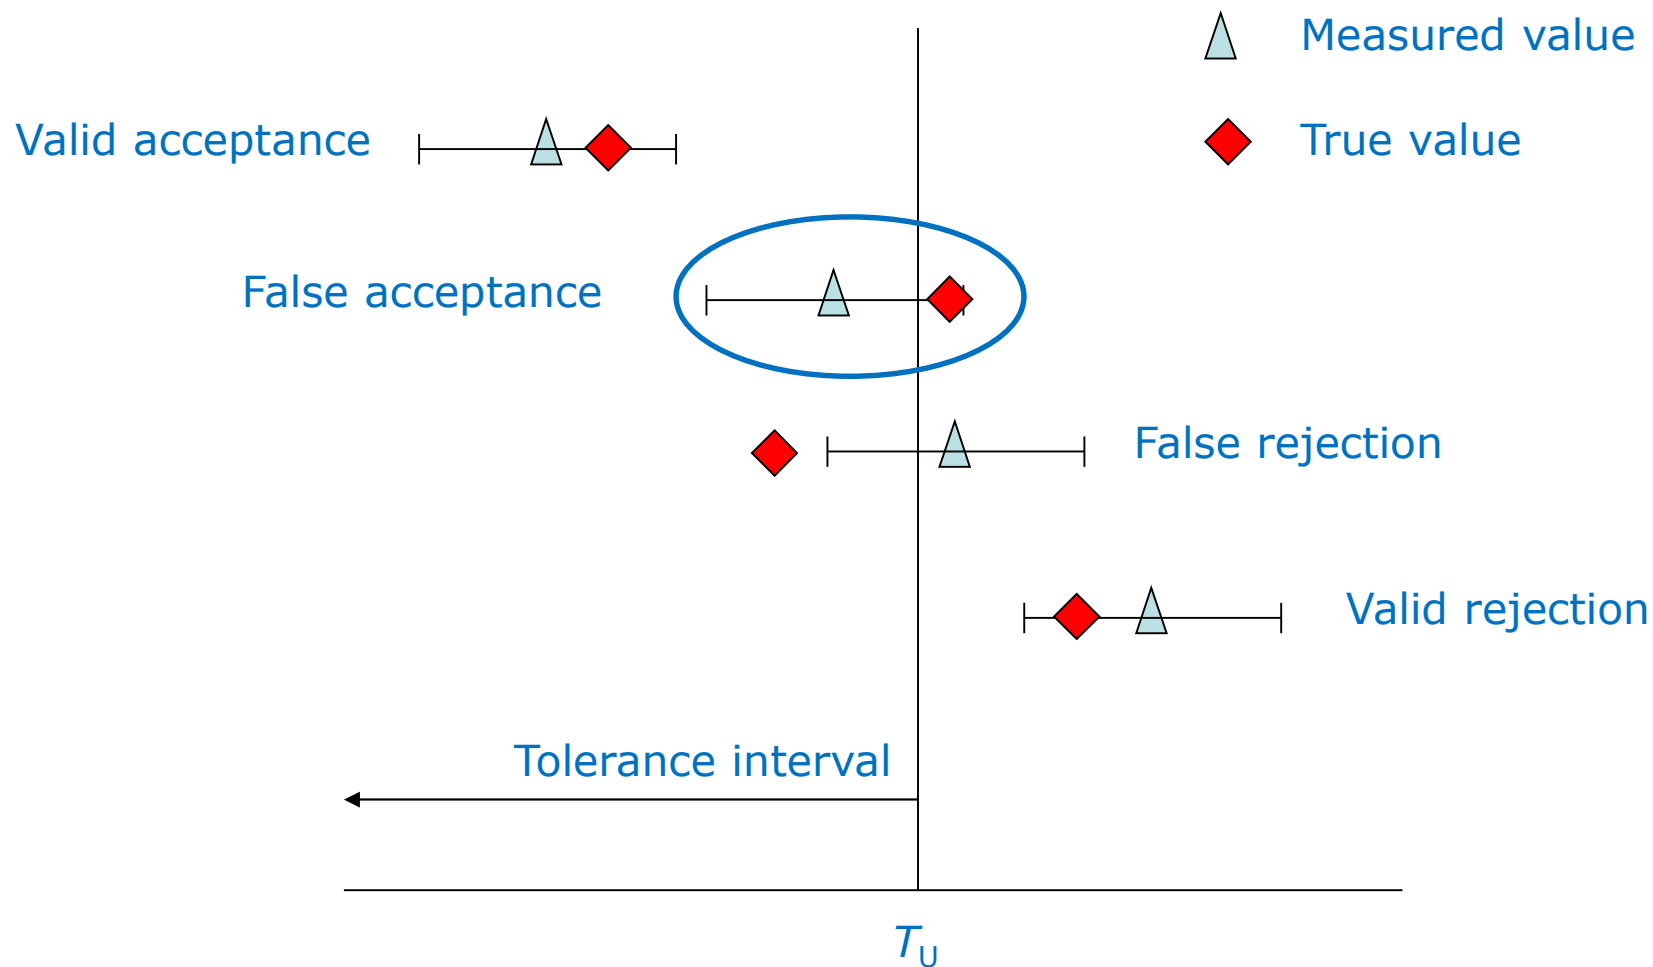 Measured value
Valid acceptance
True value
False acceptance
False rejection
Valid rejection
Tolerance interval
TU